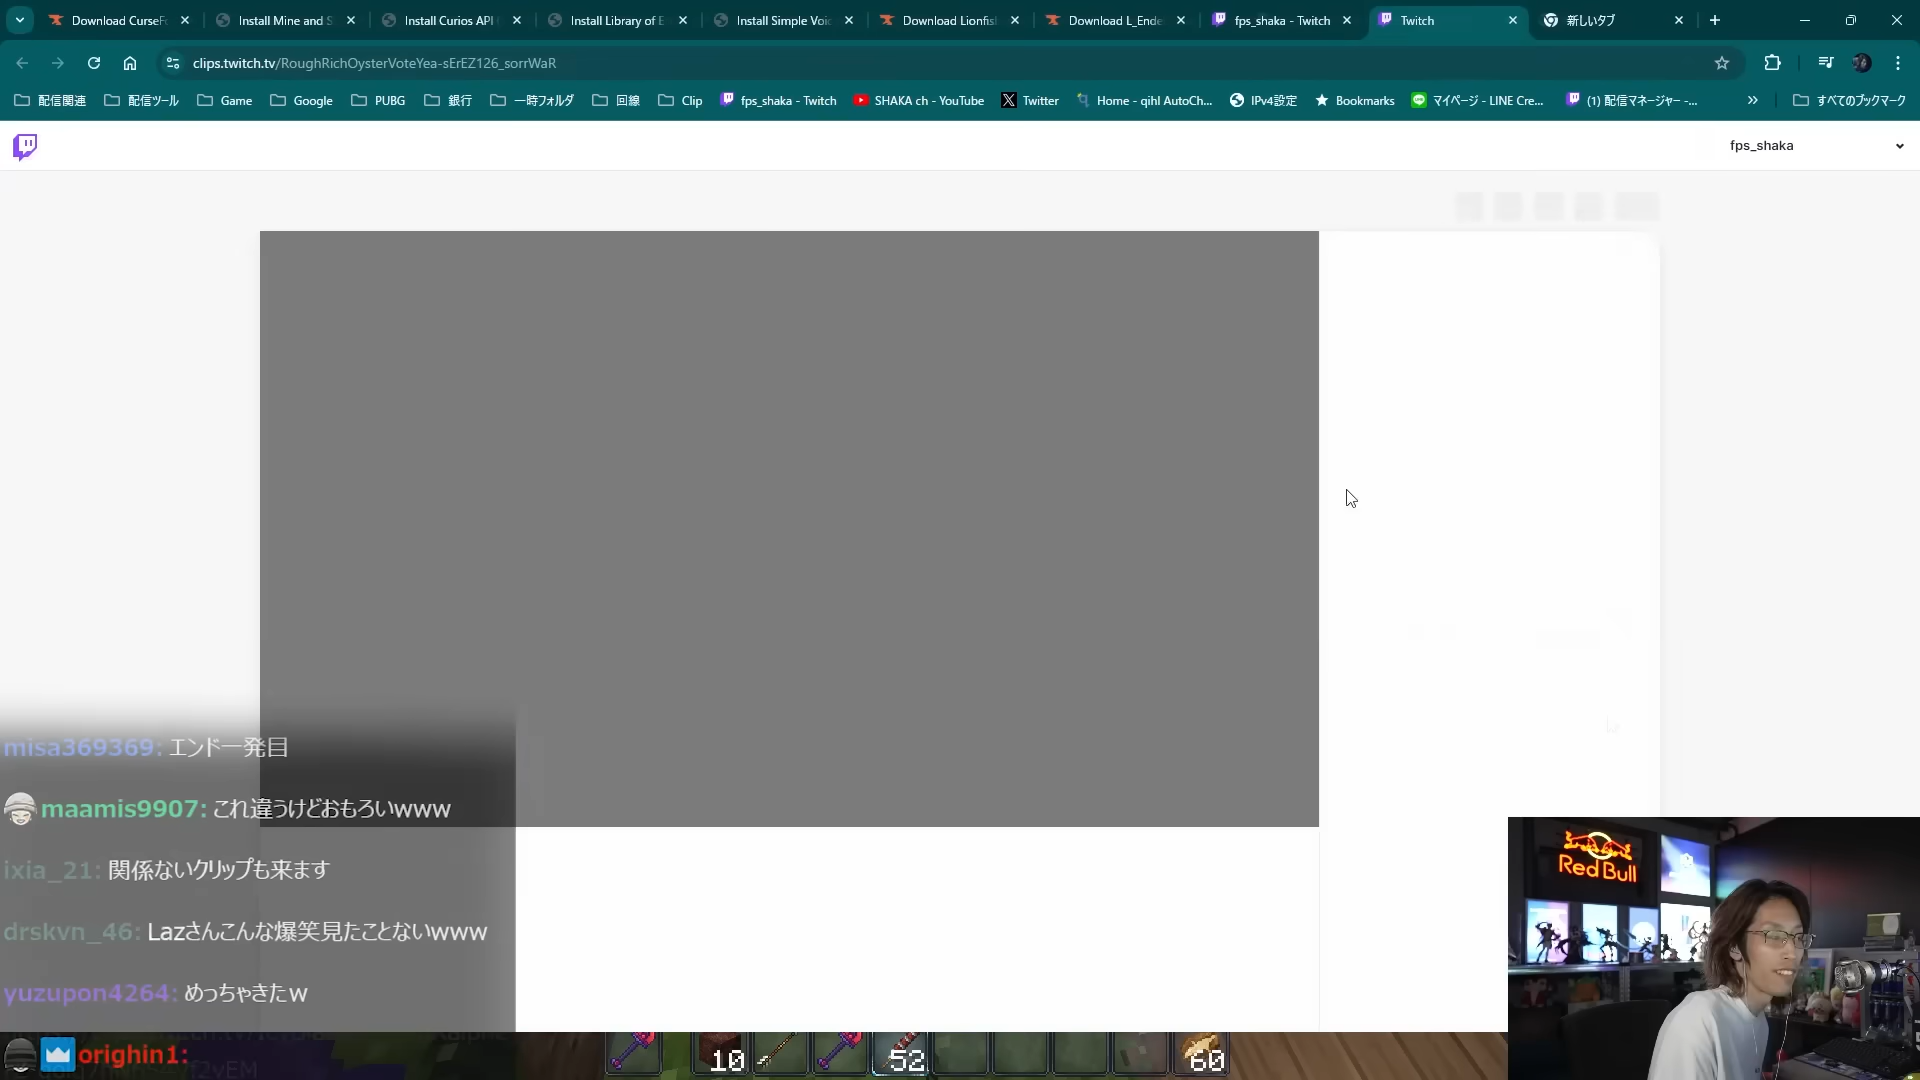 Download CurseFo
Install Mine and S
Install Curios API
Install Library of E
Install Simple Voic
Download Lionfis
Download L_Ende
fps_shaka - Twitch
Twitch
新しいタブ
clips.twitch.tv/RoughRichOysterVoteYea-sErEZ126_sorrWaR
配信関連
配信ツール
Game
Google
PUBG
銀行
一時フォルダ
回線
Clip
fps_shaka - Twitch
SHAKA ch - YouTube
Twitter
Home - qihl AutoCh...
IPv4設定
Bookmarks
マイページ - LINE Cre...
(1) 配信マネージャー -...
すべてのブックマーク
fps_shaka
misa369369: エンド一発目
maamis9907: これ違うけどおもろいwww
ixia_21: 関係ないクリップも来ます
drskvn_46: Lazさんこんな爆笑見たことないwww
yuzupon4264: めっちゃきたw
orighin1:
10
52
60
Red Bull